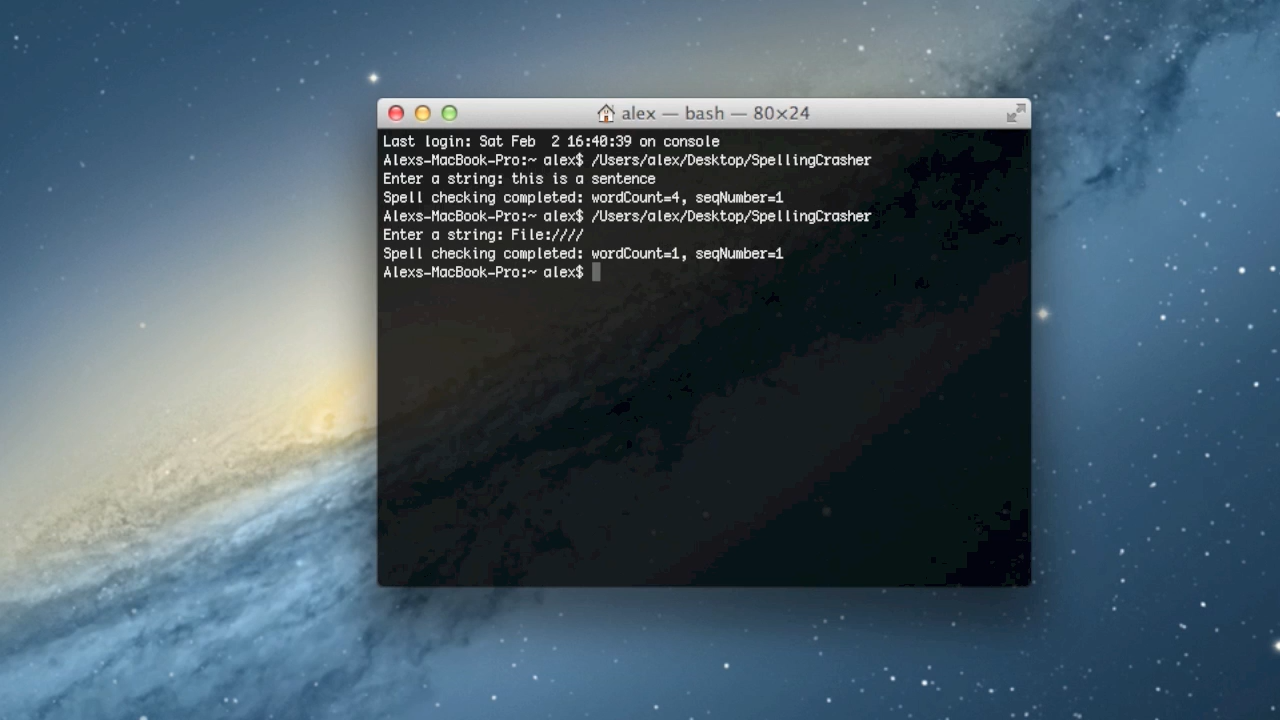 alex — bash — 80×24
Last login: Sat Feb  2 16:40:39 on console
Alexs-MacBook-Pro:~ alex$ /Users/alex/Desktop/SpellingCrasher
Enter a string: this is a sentence
Spell checking completed: wordCount=4, seqNumber=1
Alexs-MacBook-Pro:~ alex$ /Users/alex/Desktop/SpellingCrasher
Enter a string: File:////
Spell checking completed: wordCount=1, seqNumber=1
Alexs-MacBook-Pro:~ alex$